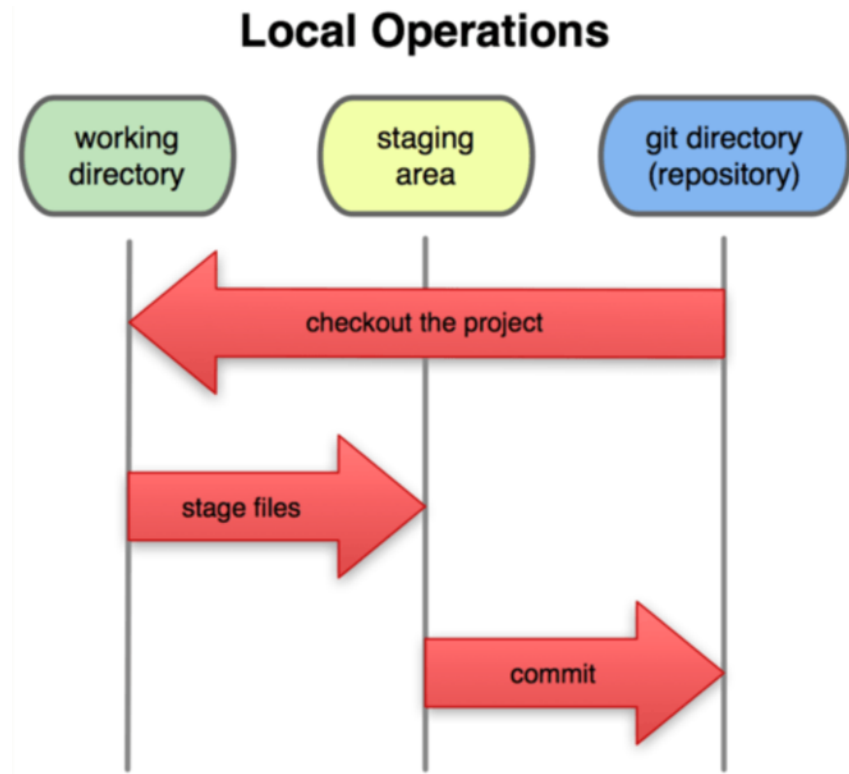 Local Operations
working
directory
staging
area
git directory
(repository)
checkout the project
stage files
commit